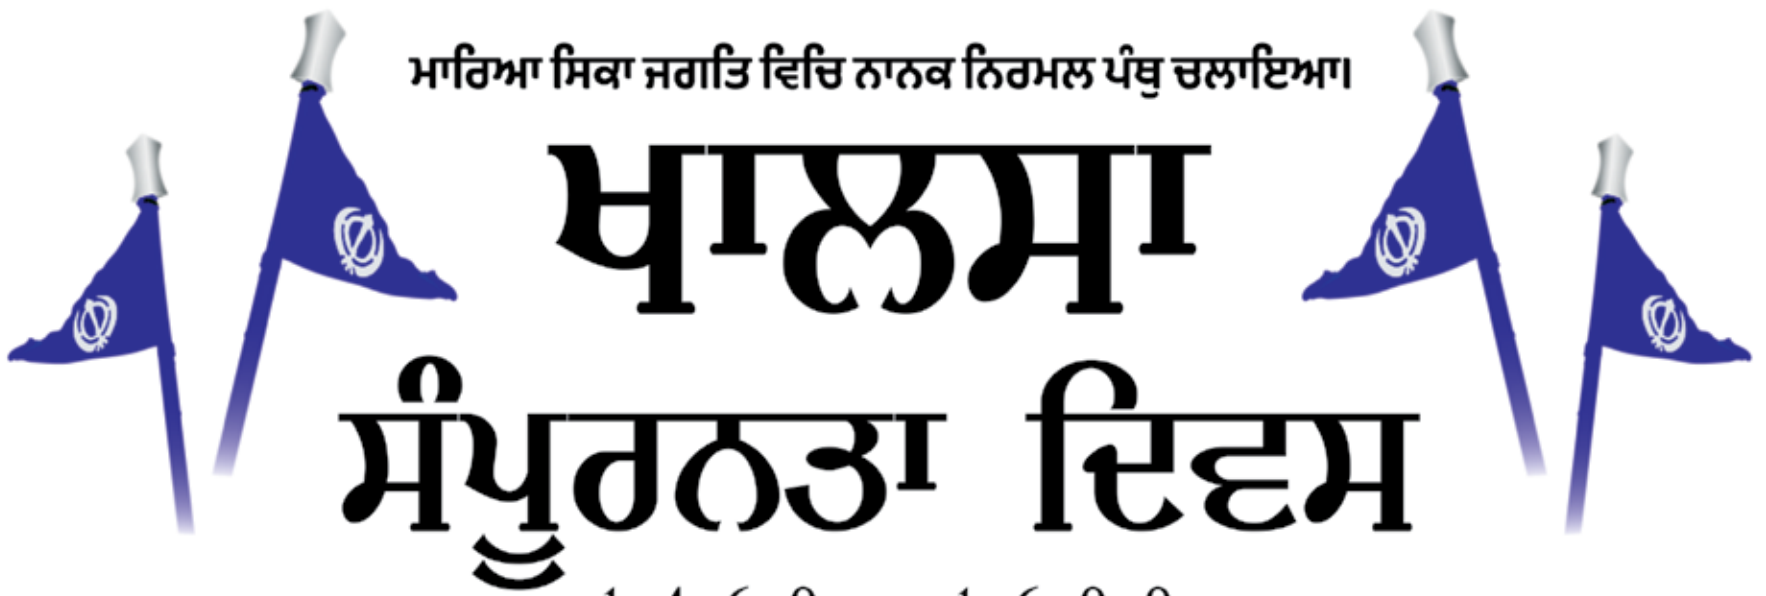 ਮਾਰਿਆ ਸਿਕਾ ਜਗਤਿ ਵਿਚਿ ਨਾਨਕ ਨਿਰਮਲ ਪੰਥੁ ਚਲਾਇਆ।
ਖਾਲਸਾ
ਸੰਪੂਰਨਤਾ ਦਿਵਸ